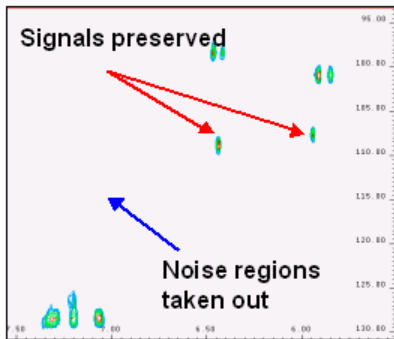 Signals preserved
95.00
100.00
105.00
110.00
115.00
120.00
Noise regions
taken out
125.00
7.50 7.00 6.50 6.00
130.00